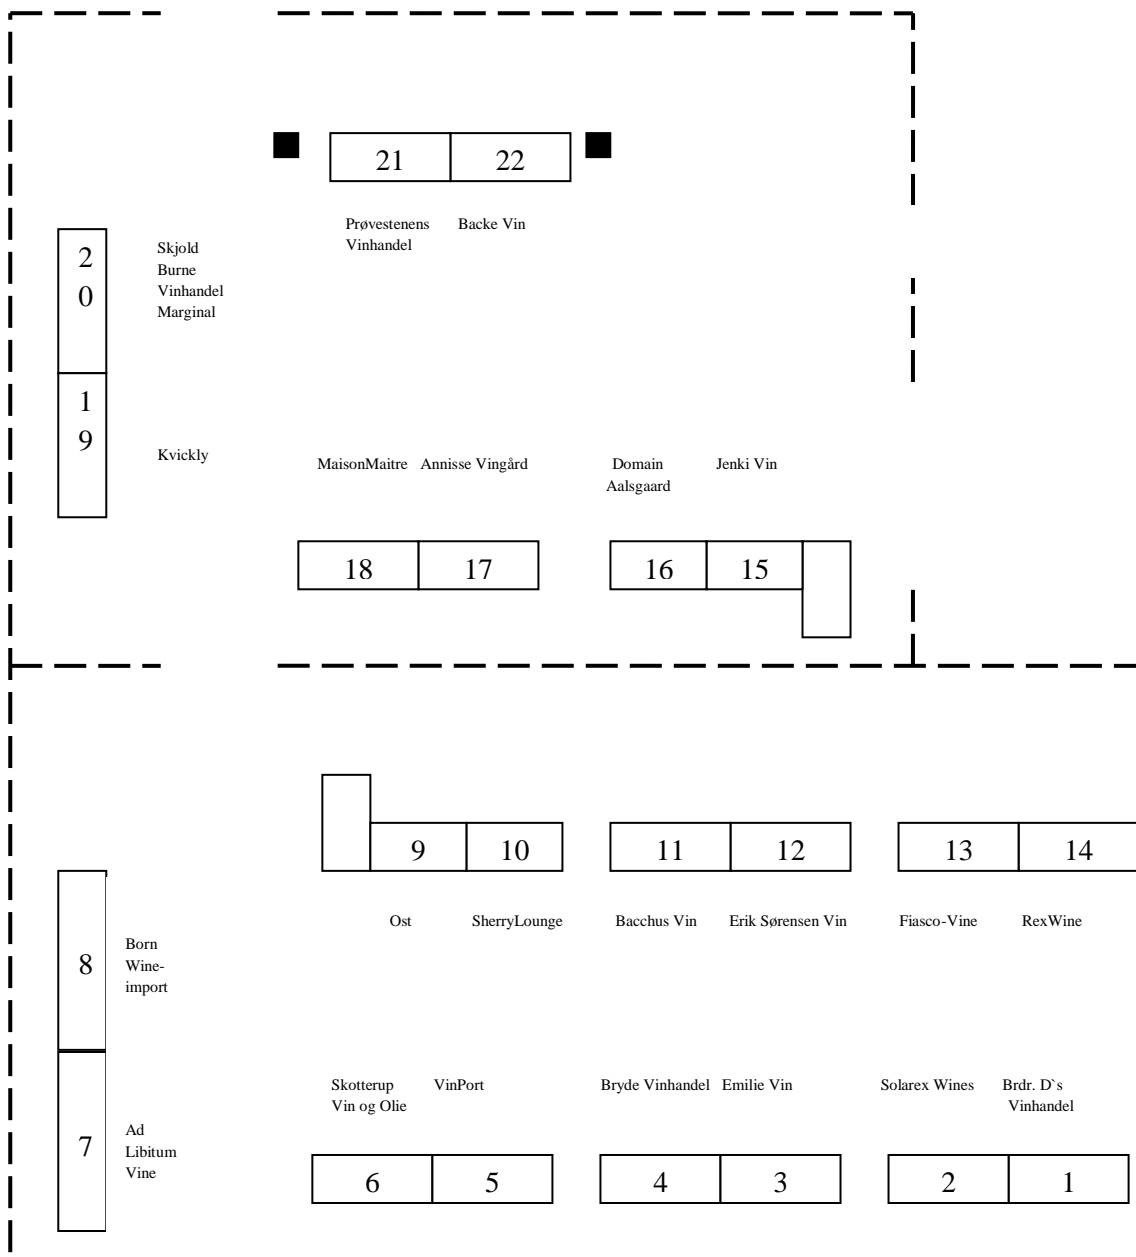 21 22
Prøvestenens
Vinhandel
Backe Vin
2
0
Skjold
Burne
Vinhandel
Marginal
1
9
Kvickly
MaisonMaitre Annisse Vingård
Domain
Aalsgaard
Jenki Vin
18 17 16 15
9 10 11 12 13 14
Ost SherryLounge Bacchus Vin Erik Sørensen Vin Fiasco-Vine RexWine
8
Born
Wine-
import
Skotterup
Vin og Olie
VinPort
Bryde Vinhandel Emilie Vin
Solarex Wines
Brdr. D`s
Vinhandel
7
Ad
Libitum
Vine
6 5 4 3 2 1